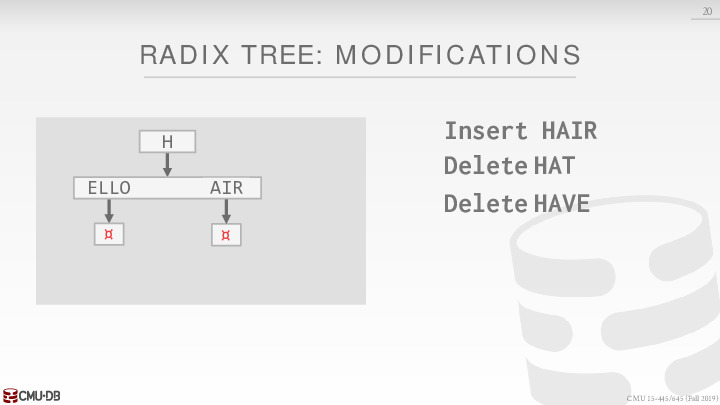 20
RADIX TREE: MODIFICATIONS
H
ELLO AIR
¤ ¤
Insert HAIR
Delete HAT
Delete HAVE
CMU·DB
CMU 15-445/645 (Fall 2019)